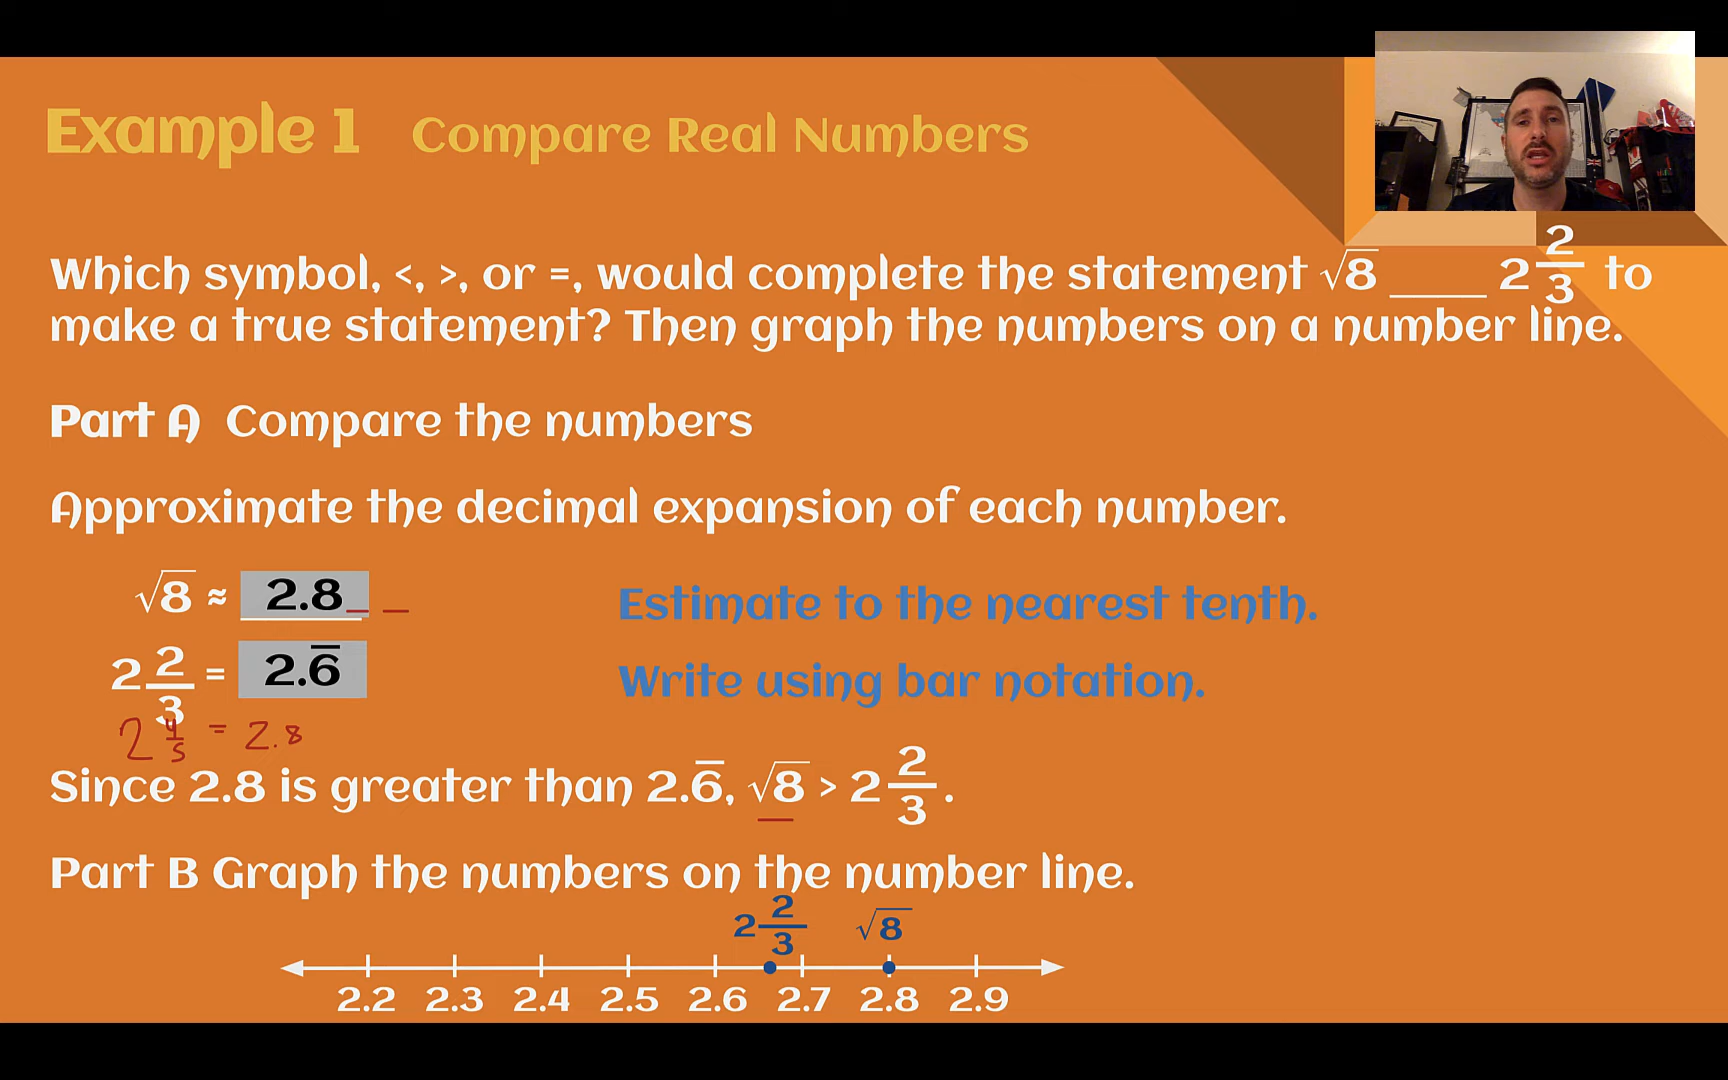 Example 1 Compare Real Numbers
Which symbol, <, >, or =, would complete the statement √8 ____ 2 2/3 to
make a true statement? Then graph the numbers on a number line.
Part A Compare the numbers
Approximate the decimal expansion of each number.
√8 ≈ 2.8_ _ Estimate to the nearest tenth.
2 2/3 = 2.6̅ Write using bar notation.
2 4/5 = 2.8
Since 2.8 is greater than 2.6̅, √8 > 2 2/3.
Part B Graph the numbers on the number line.
2 2/3 √8
2.2 2.3 2.4 2.5 2.6 2.7 2.8 2.9